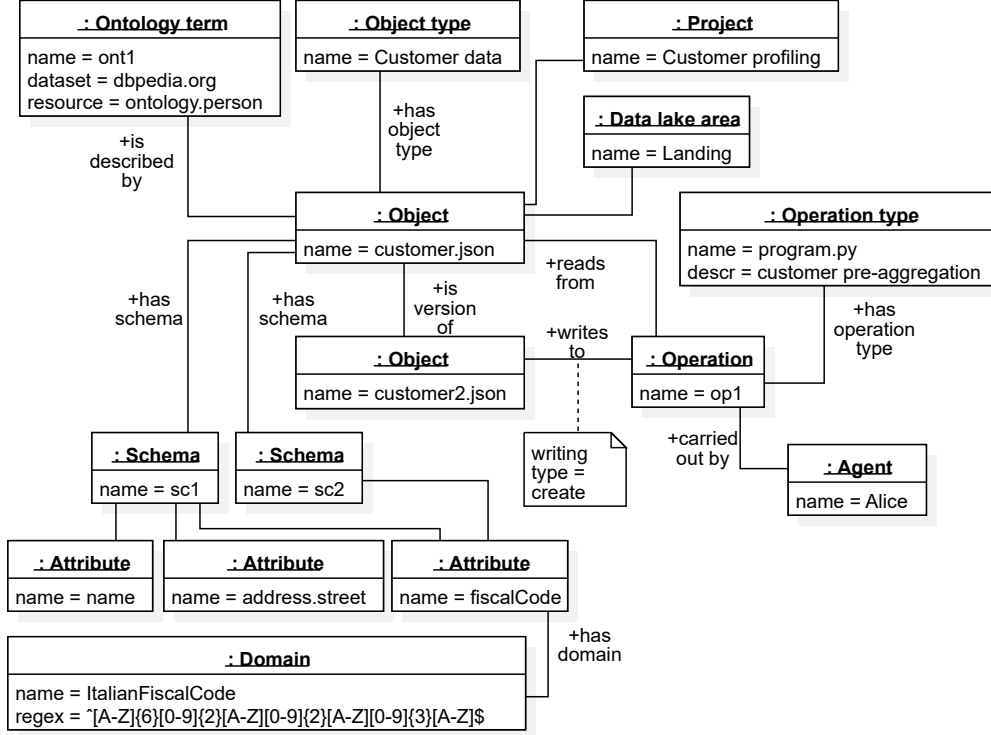 : Ontology term
name = ont1
dataset = dbpedia.org
resource = ontology.person
: Object type
name = Customer data
: Project
name = Customer profiling
: Data lake area
name = Landing
+is
described
by
+has
object
type
: Object
name = customer.json
: Operation type
name = program.py
descr = customer pre-aggregation
+has
schema
+has
schema
+is
version
of
+reads
from
+writes
to
+has
operation
type
: Object
name = customer2.json
: Operation
name = op1
writing
type =
create
+carried
out by
: Agent
name = Alice
: Schema
name = sc1
: Schema
name = sc2
: Attribute
name = name
: Attribute
name = address.street
: Attribute
name = fiscalCode
+has
domain
: Domain
name = ItalianFiscalCode
regex = ^[A-Z]{6}[0-9]{2}[A-Z][0-9]{2}[A-Z][0-9]{3}[A-Z]$